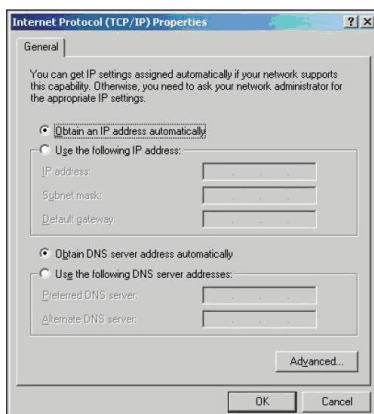 Internet Protocol (TCP/IP) Properties
General
You can get IP settings assigned automatically if your network supports
this capability. Otherwise, you need to ask your network administrator for
the appropriate IP settings.
Obtain an IP address automatically
Use the following IP address:
IP address:
Subnet mask:
Default gateway:
Obtain DNS server address automatically
Use the following DNS server addresses:
Preferred DNS server:
Alternate DNS server:
Advanced...
OK Cancel